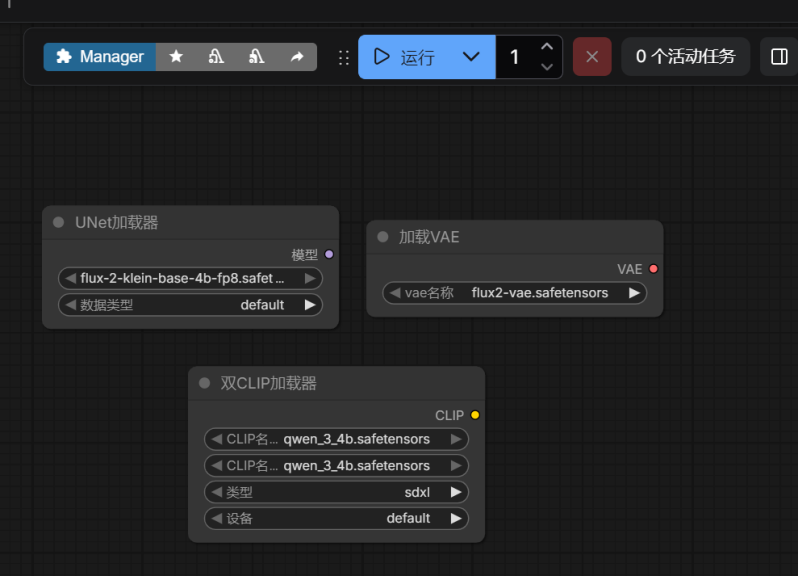 Manager
运行
1
0 个活动任务
UNet加载器
模型
flux-2-klein-base-4b-fp8.safet ...
数据类型 default
加载VAE
VAE
vae名称 flux2-vae.safetensors
双CLIP加载器
CLIP
CLIP名... qwen_3_4b.safetensors
CLIP名... qwen_3_4b.safetensors
类型 sdxl
设备 default